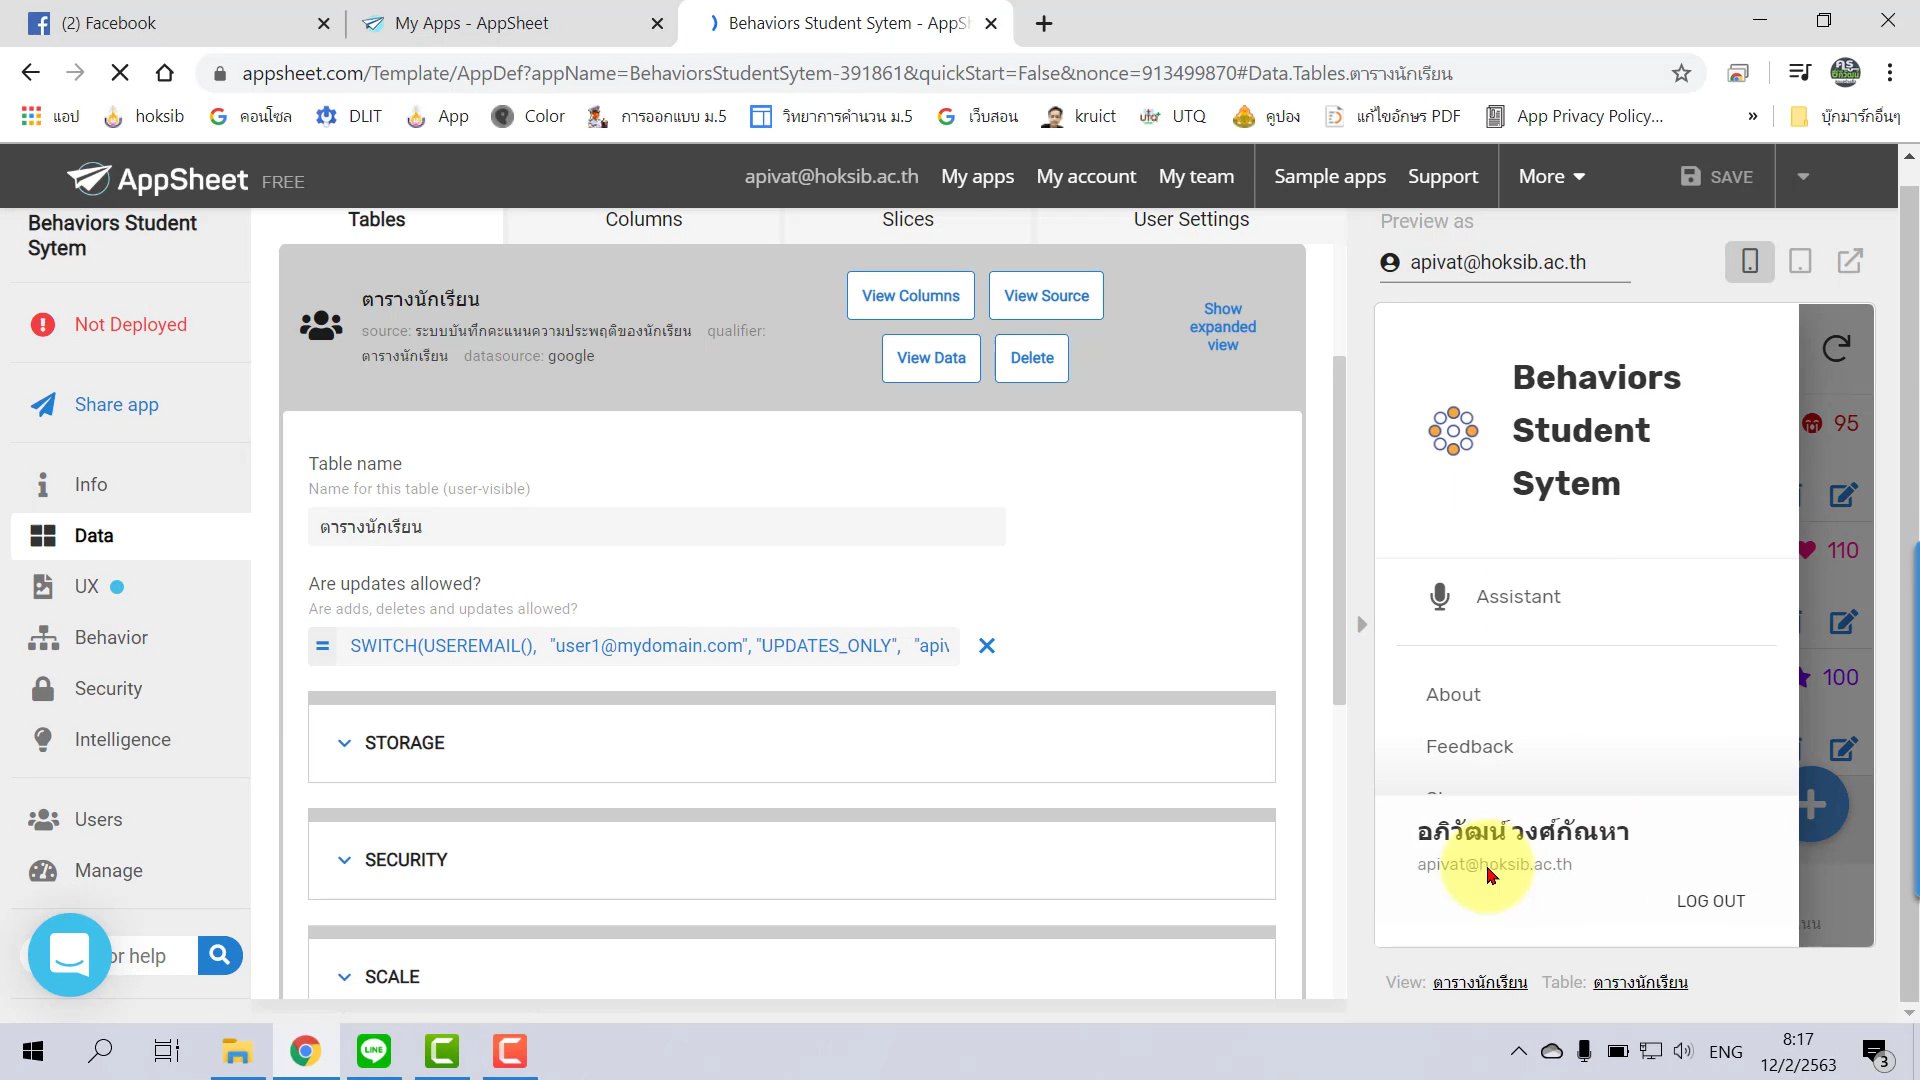 (2) Facebook
My Apps - AppSheet
Behaviors Student Sytem - AppSh
appsheet.com/Template/AppDef?appName=BehaviorsStudentSytem-391861&quickStart=False&nonce=913499870#Data.Tables.ตารางนักเรียน
แอป
hoksib
คอนโซล
DLIT
App
Color
การออกแบบ ม.5
วิทยาการคำนวน ม.5
เว็บสอน
kruict
UTQ
คูปอง
แก้ไขอักษร PDF
App Privacy Policy...
»
บุ๊กมาร์กอื่นๆ
AppSheet FREE
apivat@hoksib.ac.th
My apps
My account
My team
Sample apps
Support
More
SAVE
Behaviors Student
Sytem
Not Deployed
Share app
Info
Data
UX
Behavior
Security
Intelligence
Users
Manage
or help
Tables
Columns
Slices
User Settings
ตารางนักเรียน
source: ระบบบันทึกคะแนนความประพฤติของนักเรียน qualifier:
ตารางนักเรียน datasource: google
View Columns
View Source
View Data
Delete
Show
expanded
view
Table name
Name for this table (user-visible)
ตารางนักเรียน
Are updates allowed?
Are adds, deletes and updates allowed?
= SWITCH(USEREMAIL(), "user1@mydomain.com", "UPDATES_ONLY", "apiv
STORAGE
SECURITY
SCALE
Preview as
apivat@hoksib.ac.th
Behaviors
Student
Sytem
Assistant
About
Feedback
อภิวัฒน์ วงศ์กัณหา
apivat@hoksib.ac.th
LOG OUT
95
110
100
View: ตารางนักเรียน Table: ตารางนักเรียน
LINE
ENG
8:17
12/2/2563
3